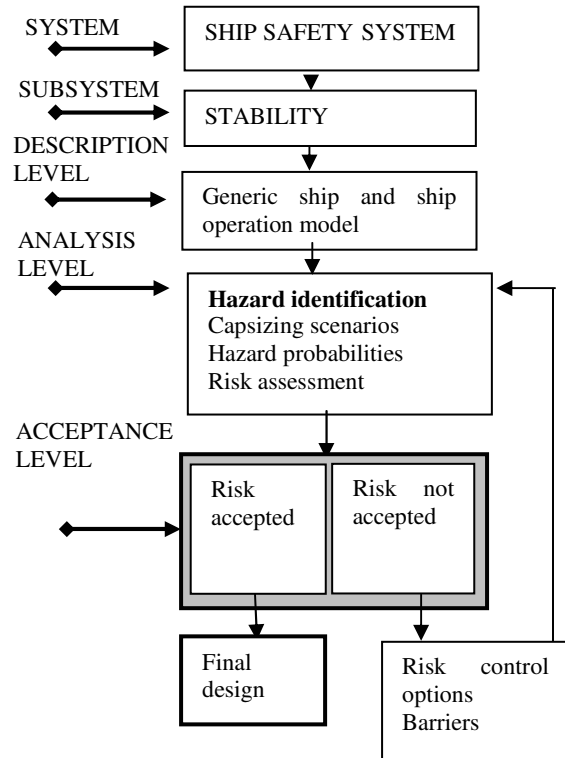 SYSTEM
SHIP SAFETY SYSTEM
SUBSYSTEM
STABILITY
DESCRIPTION
LEVEL
Generic ship and ship
operation model
ANALYSIS
LEVEL
Hazard identification
Capsizing scenarios
Hazard probabilities
Risk assessment
ACCEPTANCE
LEVEL
Risk
accepted
Risk not
accepted
Final
design
Risk control
options
Barriers